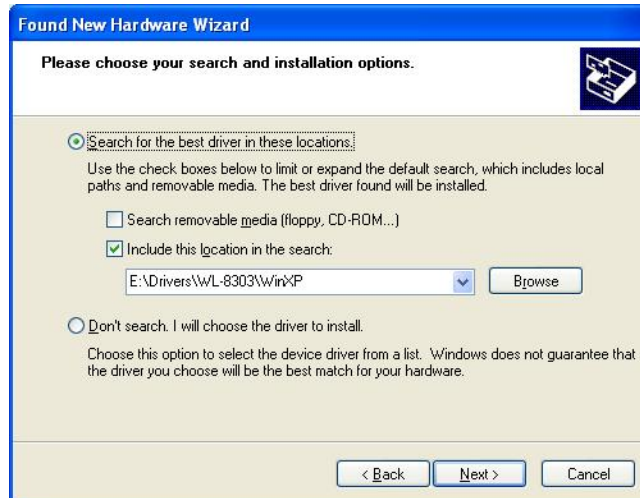 Found New Hardware Wizard
Please choose your search and installation options.
Search for the best driver in these locations.
Use the check boxes below to limit or expand the default search, which includes local
paths and removable media. The best driver found will be installed.
Search removable media (floppy, CD-ROM...)
Include this location in the search:
E:\Drivers\WL-8303\WinXP
Browse
Don't search. I will choose the driver to install.
Choose this option to select the device driver from a list.  Windows does not guarantee that
the driver you choose will be the best match for your hardware.
< Back Next > Cancel